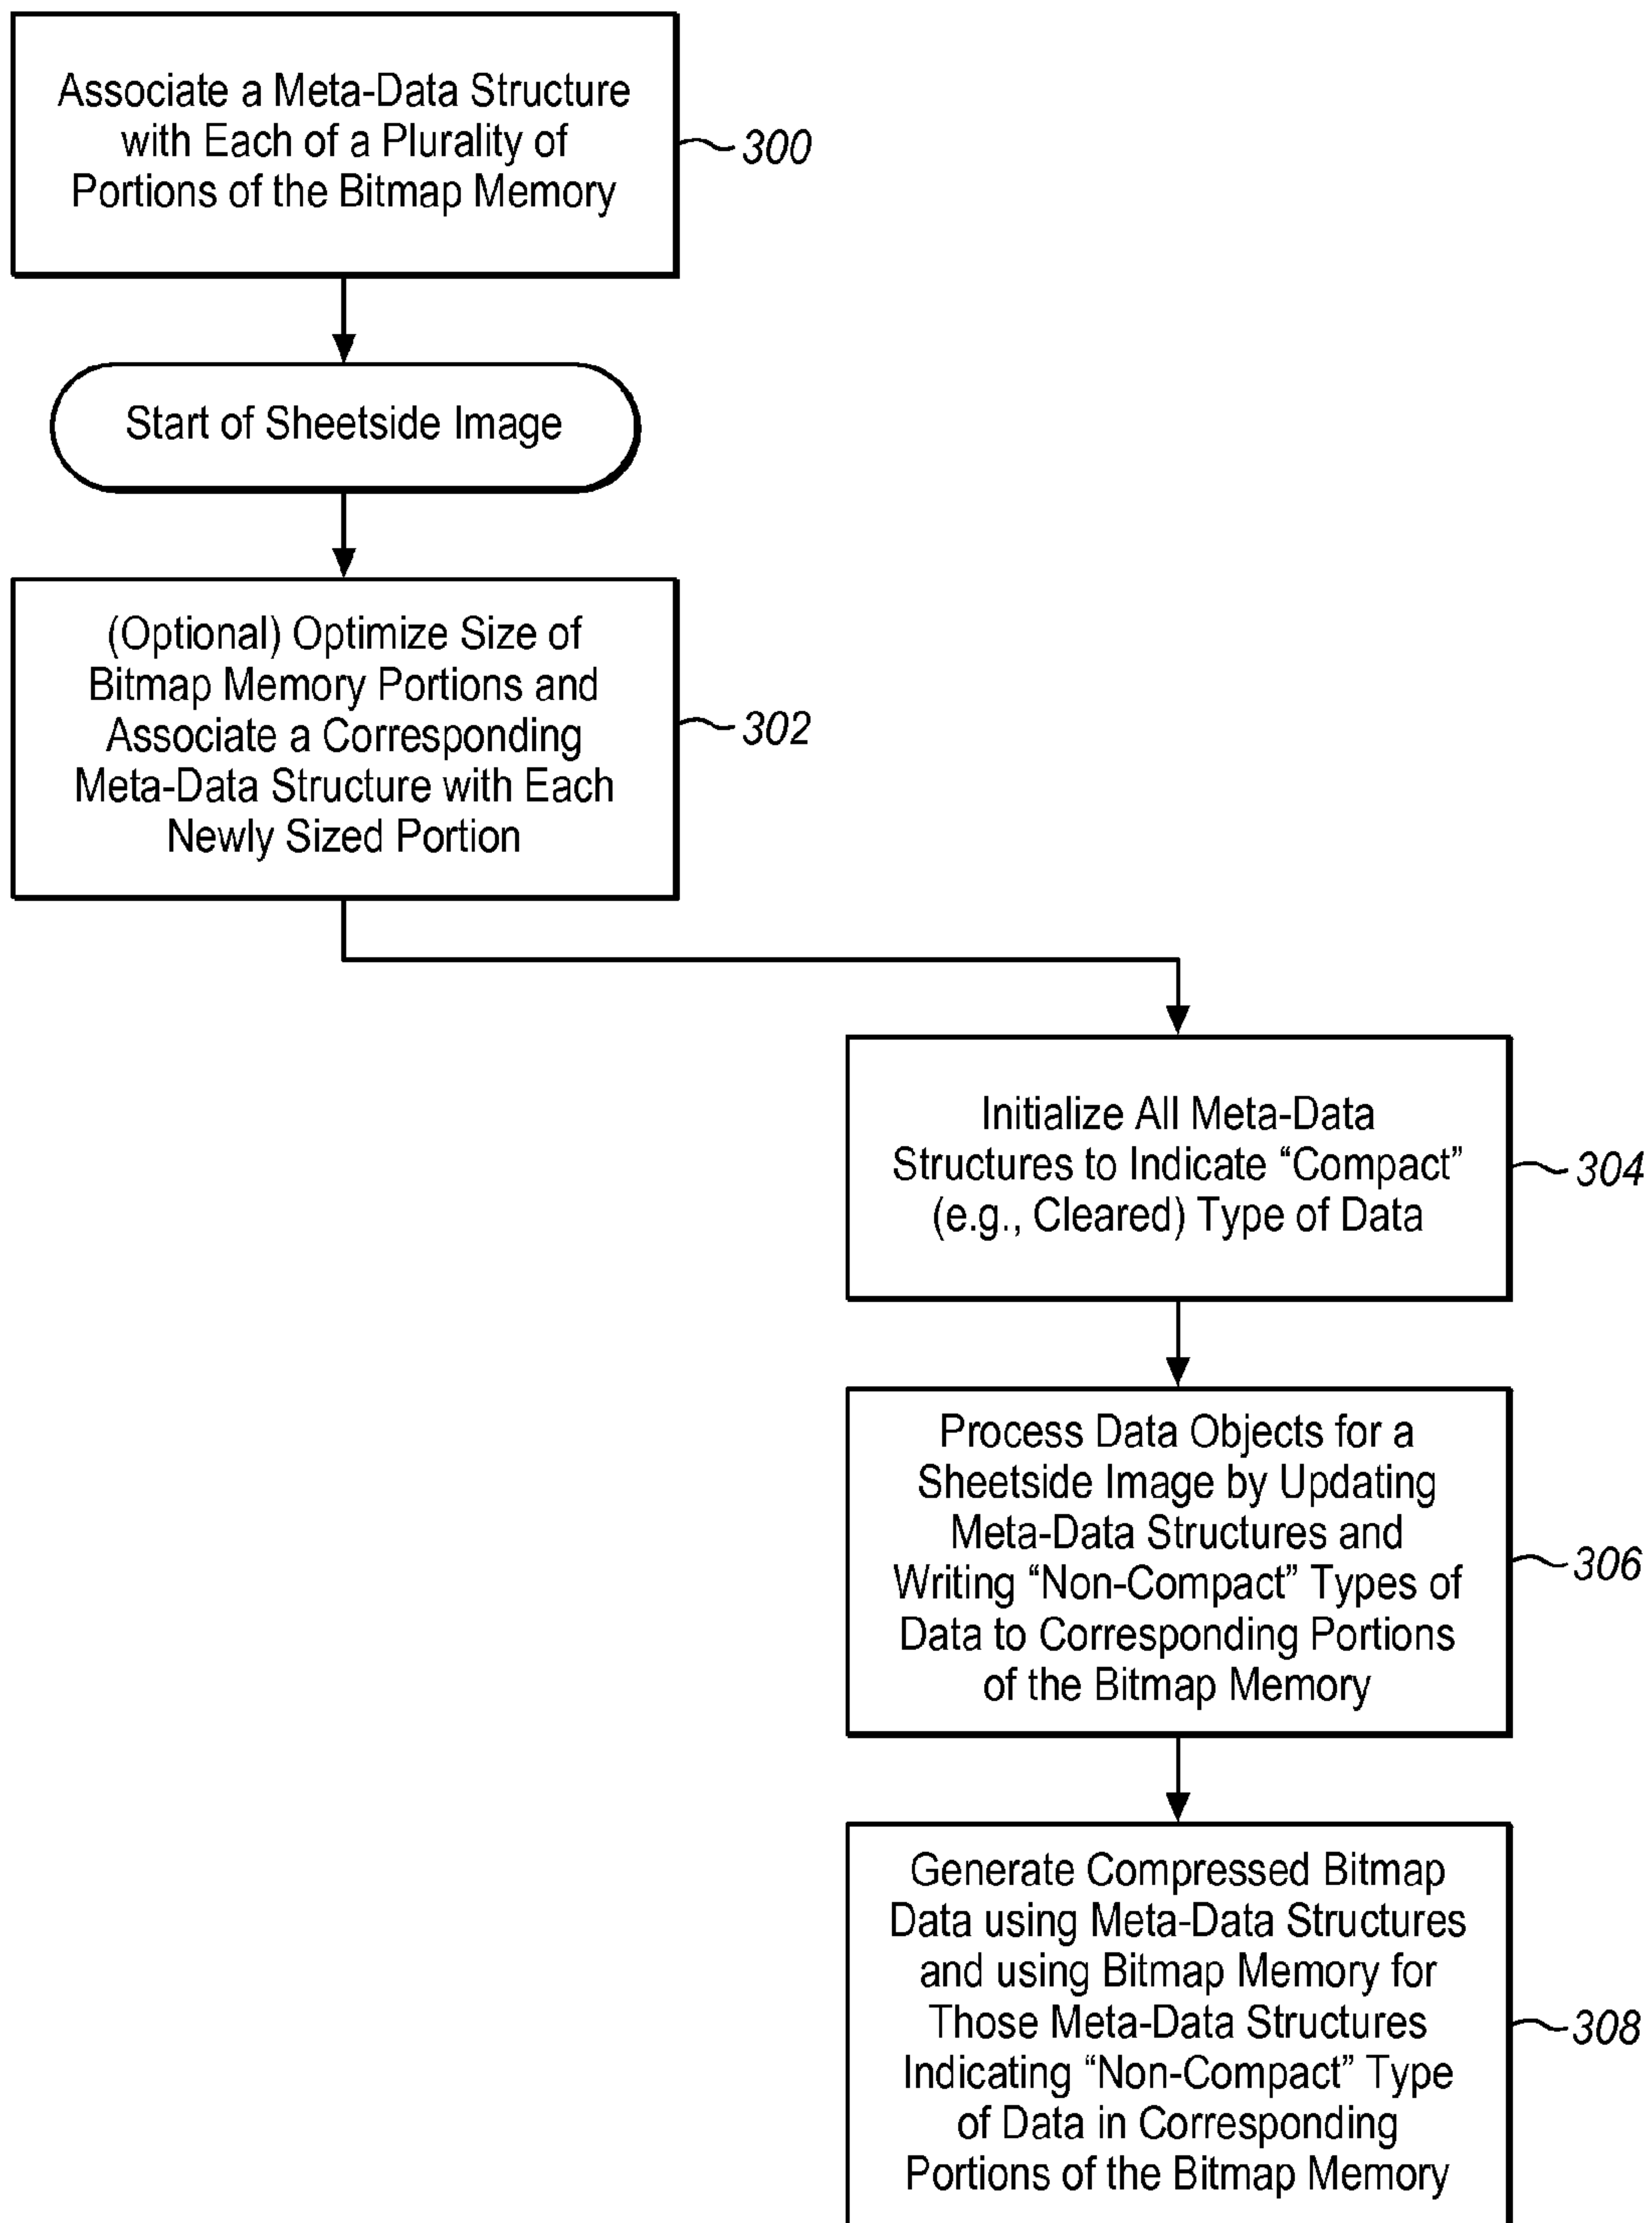 Associate a Meta-Data Structure
with Each of a Plurality of
Portions of the Bitmap Memory
300
Start of Sheetside Image
(Optional) Optimize Size of
Bitmap Memory Portions and
Associate a Corresponding
Meta-Data Structure with Each
Newly Sized Portion
302
Initialize All Meta-Data
Structures to Indicate “Compact”
(e.g., Cleared) Type of Data
304
Process Data Objects for a
Sheetside Image by Updating
Meta-Data Structures and
Writing “Non-Compact” Types of
Data to Corresponding Portions
of the Bitmap Memory
306
Generate Compressed Bitmap
Data using Meta-Data Structures
and using Bitmap Memory for
Those Meta-Data Structures
Indicating “Non-Compact” Type
of Data in Corresponding
Portions of the Bitmap Memory
308